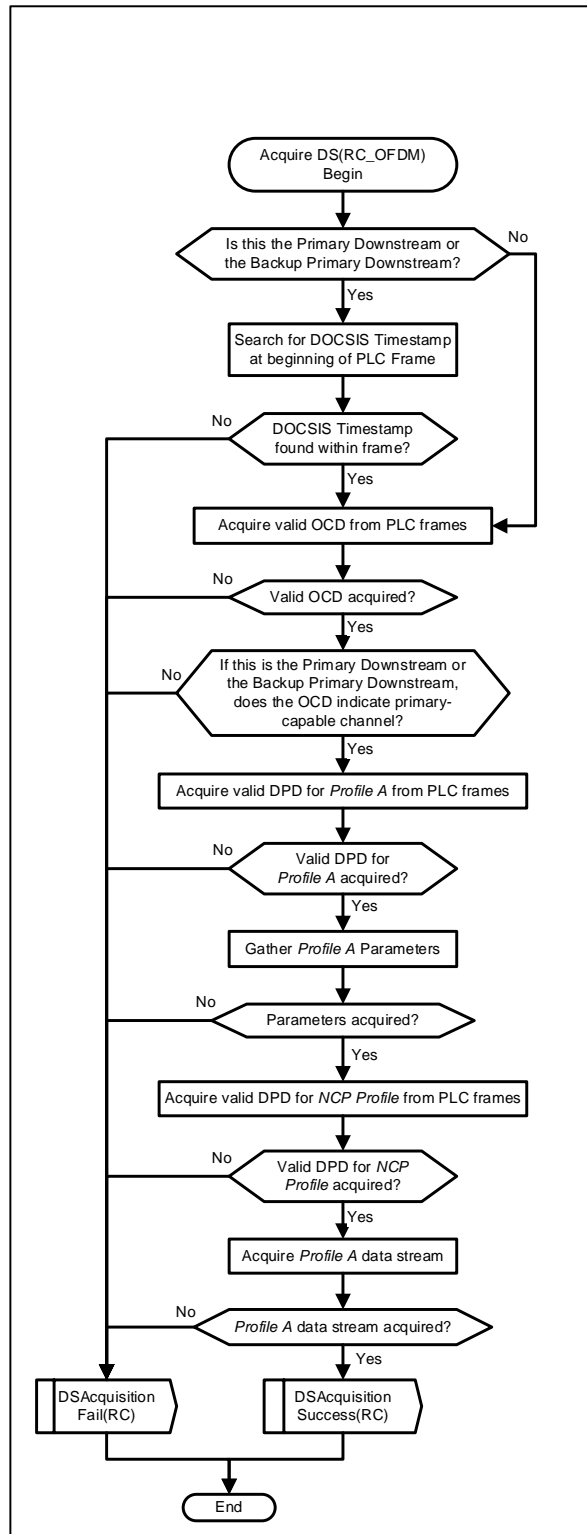 Acquire DS(RC_OFDM)
Begin
Is this the Primary Downstream or
the Backup Primary Downstream?
No
Yes
Search for DOCSIS Timestamp
at beginning of PLC Frame
No
DOCSIS Timestamp
found within frame?
Yes
Acquire valid OCD from PLC frames
No
Valid OCD acquired?
Yes
No
If this is the Primary Downstream or
the Backup Primary Downstream,
does the OCD indicate primary-
capable channel?
Yes
Acquire valid DPD for Profile A from PLC frames
No
Valid DPD for
Profile A acquired?
Yes
Gather Profile A Parameters
No
Parameters acquired?
Yes
Acquire valid DPD for NCP Profile from PLC frames
No
Valid DPD for NCP
Profile acquired?
Yes
Acquire Profile A data stream
No
Profile A data stream acquired?
Yes
DSAcquisition
Fail(RC)
DSAcquisition
Success(RC)
End